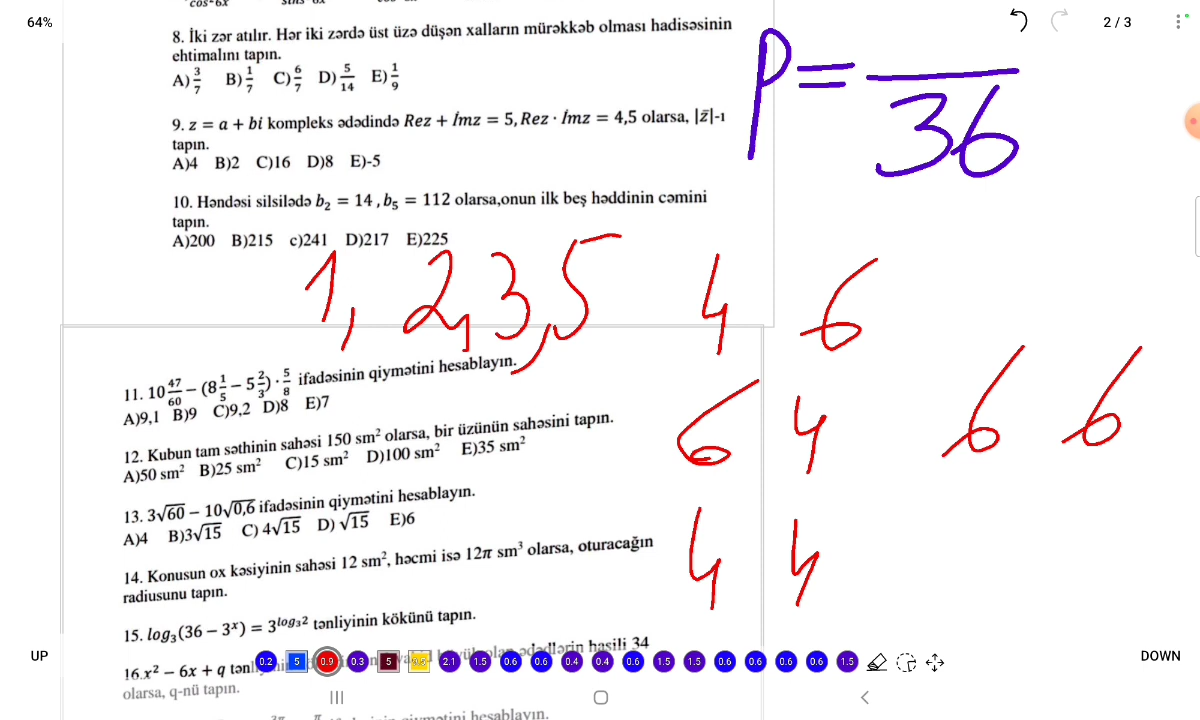 64%
2 / 3
8. İki zər atılır. Hər iki zərdə üst üzə düşən xalların mürəkkəb olması hadisəsinin
ehtimalını tapın.
A) 3/7 B) 1/7 C) 6/7 D) 5/14 E) 1/9
P = /36
9. z = a + bi kompleks ədədində Rez + İmz = 5, Rez · İmz = 4,5 olarsa, |z̄|-ı
tapın.
A)4 B)2 C)16 D)8 E)-5
10. Həndəsi silsilədə b₂ = 14 , b₅ = 112 olarsa,onun ilk beş həddinin cəmini
tapın.
A)200 B)215 c)241 D)217 E)225
1, 2,3,5 4 6
6 4 6 6
4 4
11. 10 47/60 − (8 1/5 − 5 2/3) · 5/8 ifadəsinin qiymətini hesablayın.
A)9,1 B)9 C)9,2 D)8 E)7
12. Kubun tam səthinin sahəsi 150 sm² olarsa, bir üzünün sahəsini tapın.
A)50 sm² B)25 sm² C)15 sm² D)100 sm² E)35 sm²
13. 3√60 − 10√0,6 ifadəsinin qiymətini hesablayın.
A)4 B)3√15 C) 4√15 D) √15 E)6
14. Konusun ox kəsiyinin sahəsi 12 sm², həcmi isə 12π sm³ olarsa, oturacağın
radiusunu tapın.
15. log₃(36 − 3ˣ) = 3^log₃2 tənliyinin kökünü tapın.
16.x² − 6x + q ədədlərin hasili 34
olarsa, q-nü tapın.
qiymətini hesablayın.
UP
0.2 5 0.9 0.3 5 2.1 1.5 0.6 0.6 0.4 0.4 0.6 1.5 1.5 0.6 0.6 0.6 0.6 1.5
DOWN